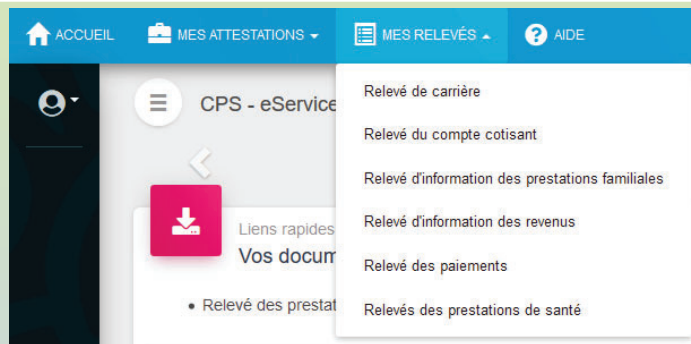 ACCUEIL MES ATTESTATIONS MES RELEVÉS ? AIDE
CPS - eService
Relevé de carrière
Relevé du compte cotisant
Relevé d'information des prestations familiales
Relevé d'information des revenus
Relevé des paiements
Relevés des prestations de santé
Liens rapides
Vos docum
• Relevé des prestat